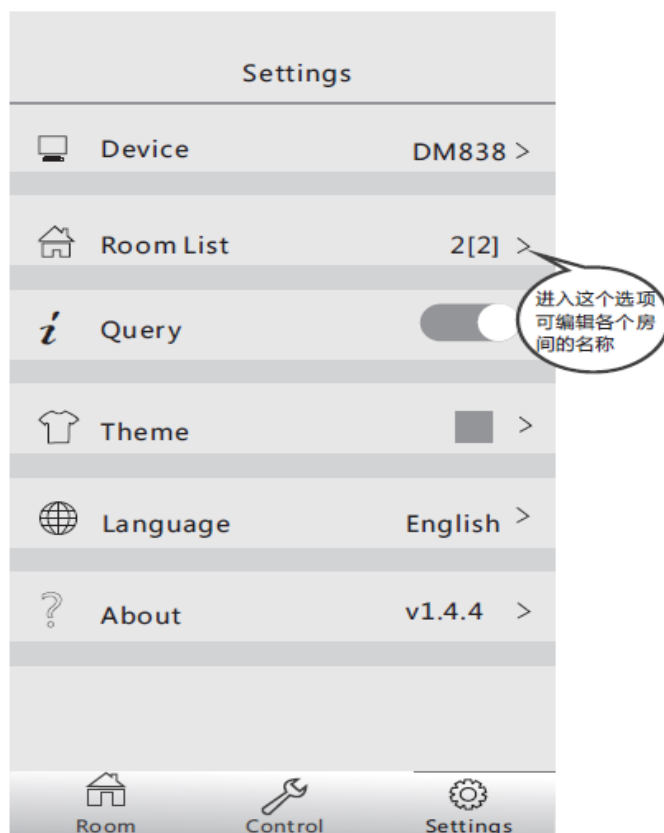 Settings
Device DM838 >
Room List 2[2] >
进入这个选项
可编辑各个房
间的名称
Query
Theme >
Language English >
About v1.4.4 >
Room Control Settings